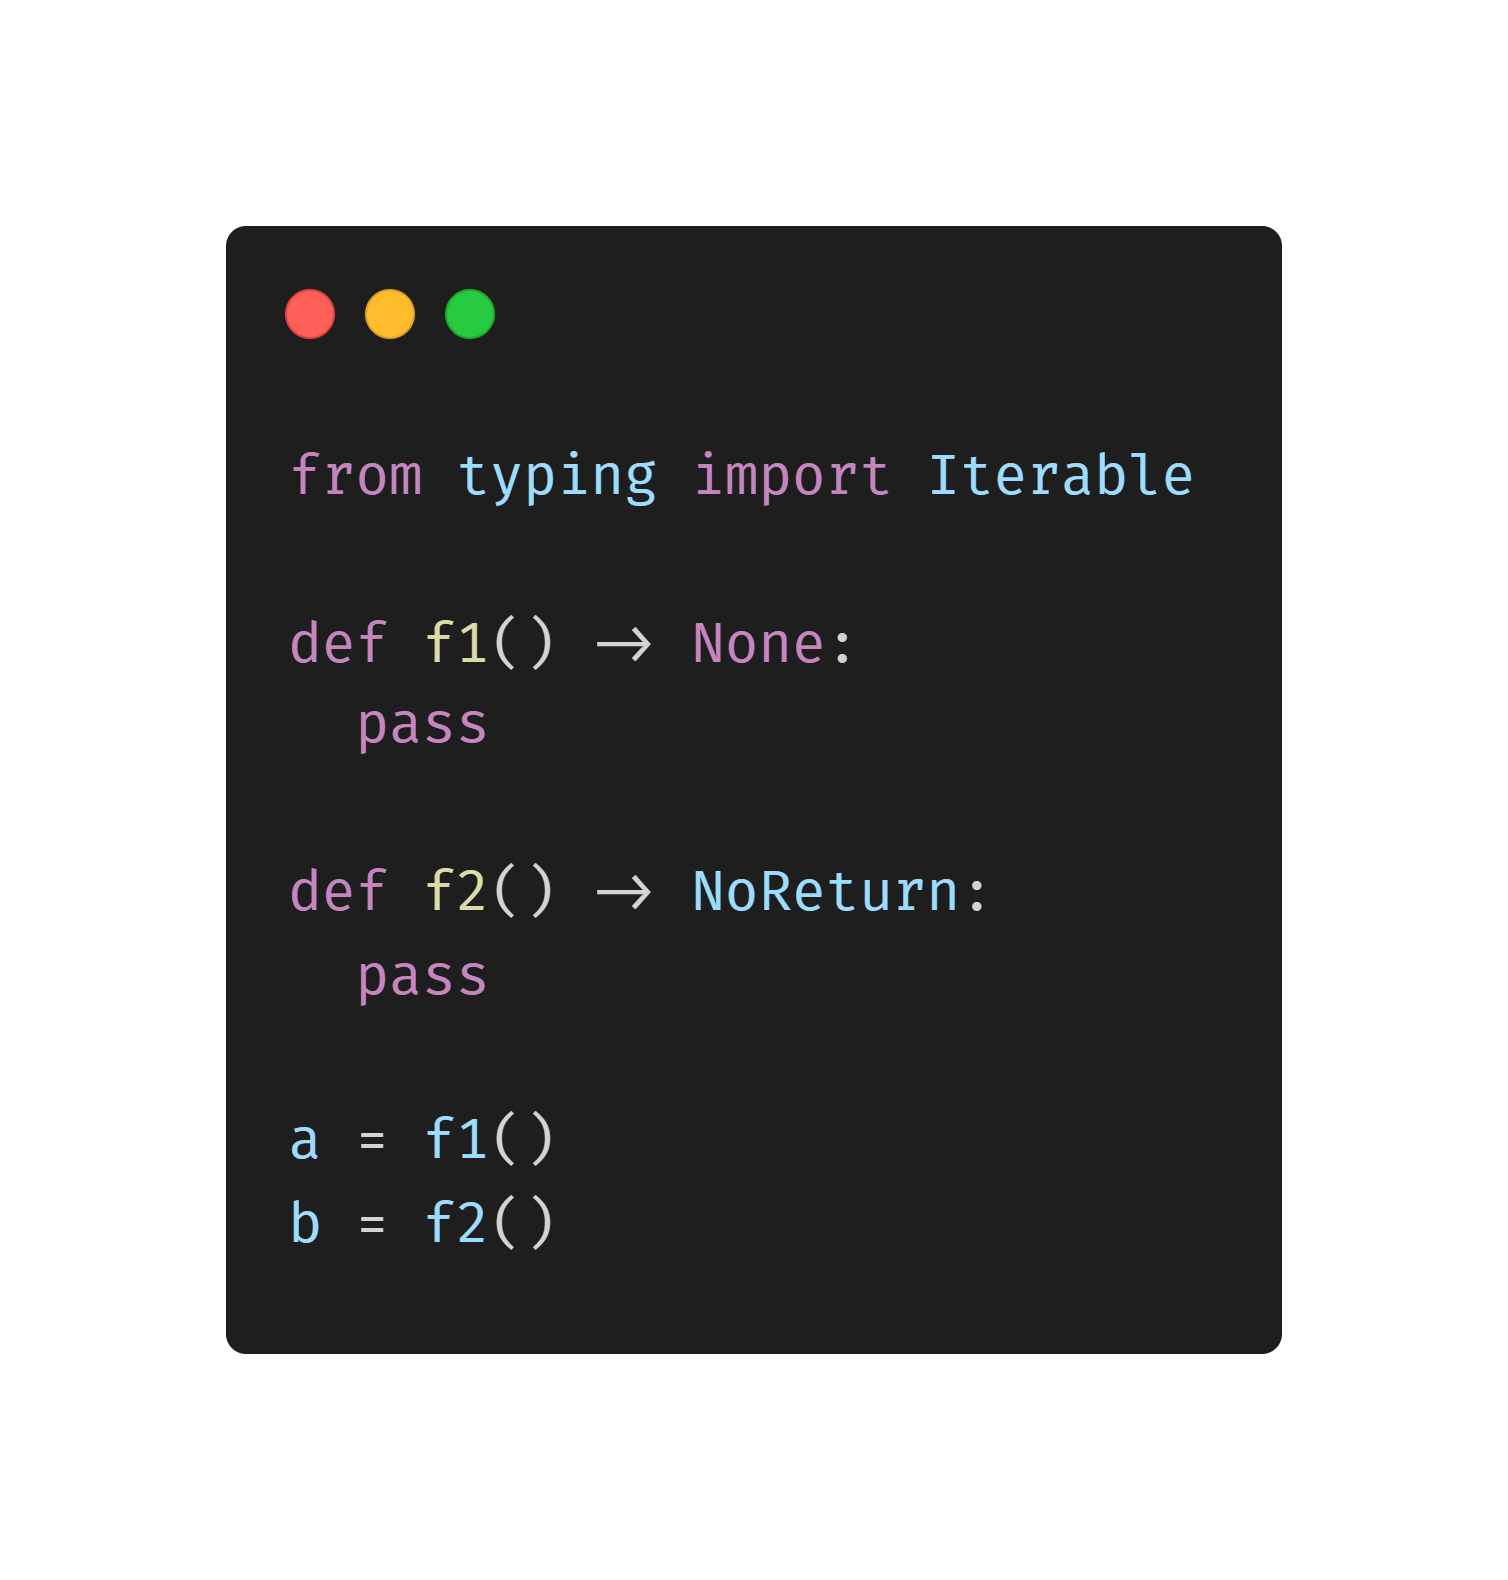 from typing import Iterable
def f1() -> None:
  pass
def f2() -> NoReturn:
  pass
a = f1()
b = f2()